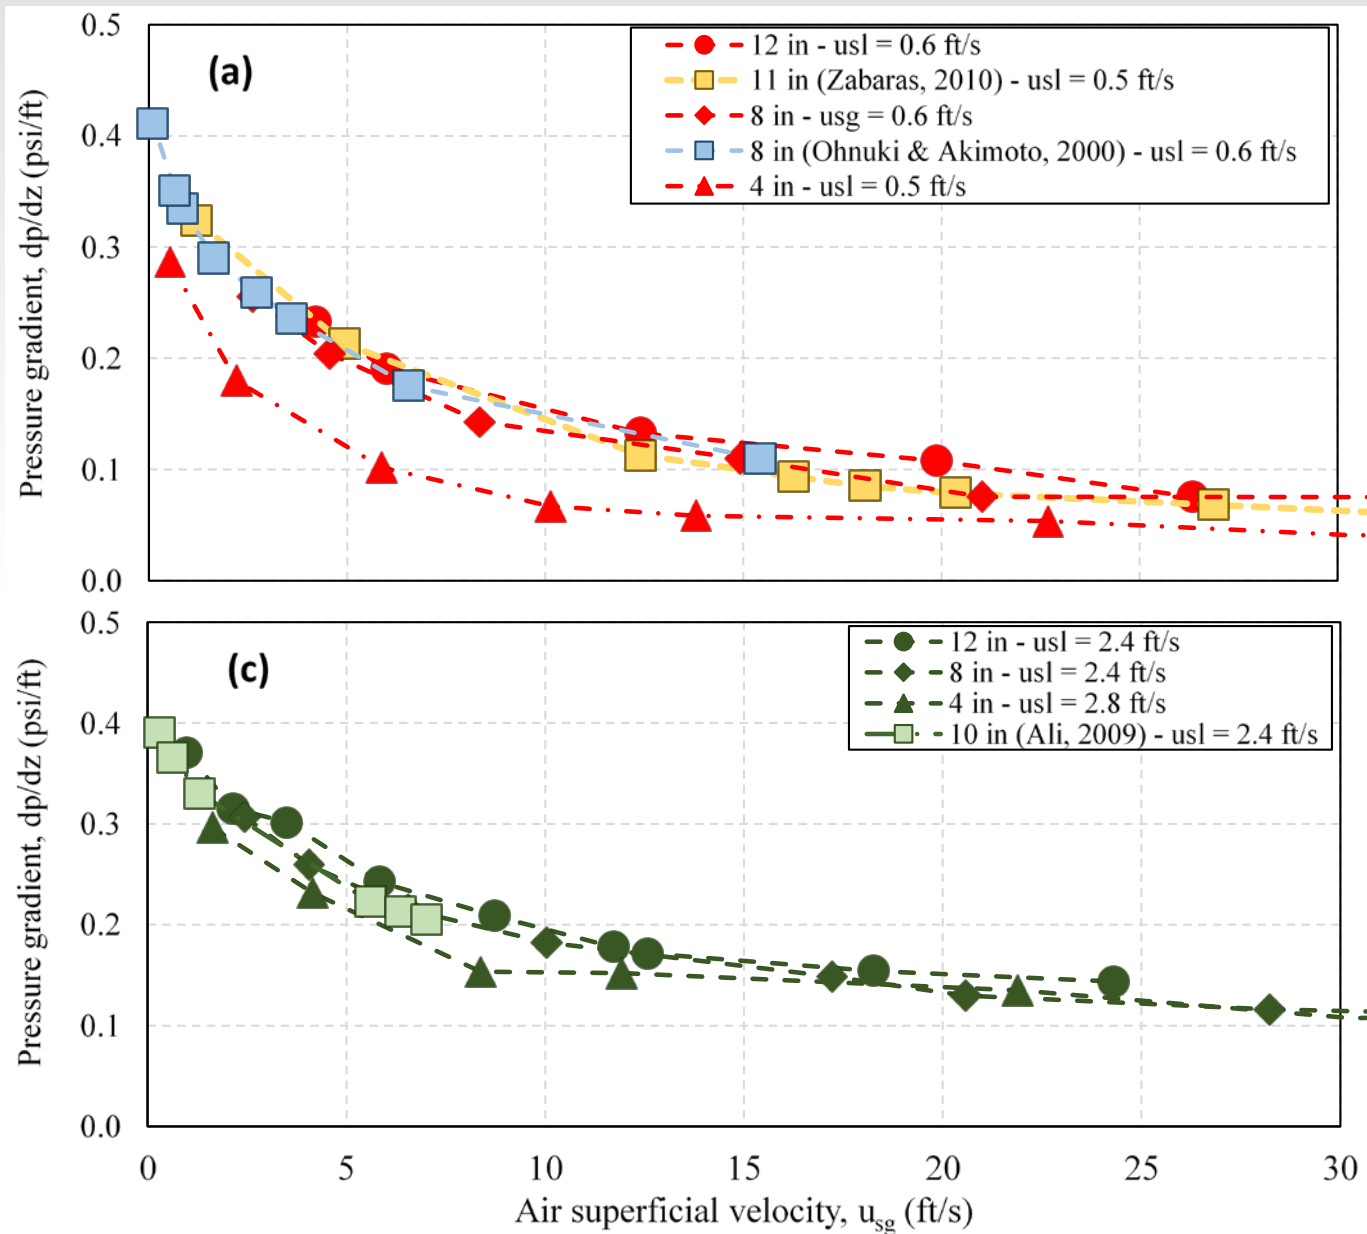 Pressure gradient, dp/dz (psi/ft)
0.5
0.4
0.3
0.2
0.1
0.0
(a)
12 in - usl = 0.6 ft/s
11 in (Zabaras, 2010) - usl = 0.5 ft/s
8 in - usg = 0.6 ft/s
8 in (Ohnuki & Akimoto, 2000) - usl = 0.6 ft/s
4 in - usl = 0.5 ft/s
Pressure gradient, dp/dz (psi/ft)
0.5
0.4
0.3
0.2
0.1
0.0
(c)
12 in - usl = 2.4 ft/s
8 in - usl = 2.4 ft/s
4 in - usl = 2.8 ft/s
10 in (Ali, 2009) - usl = 2.4 ft/s
0 5 10 15 20 25 30
Air superficial velocity, usg (ft/s)